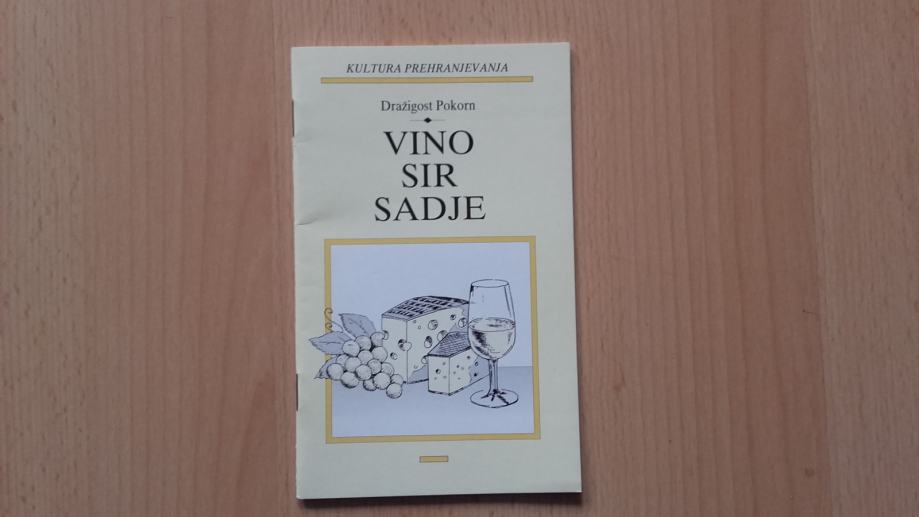 KULTURA PREHRANJEVANJA
Dražigost Pokorn
VINO
SIR
SADJE